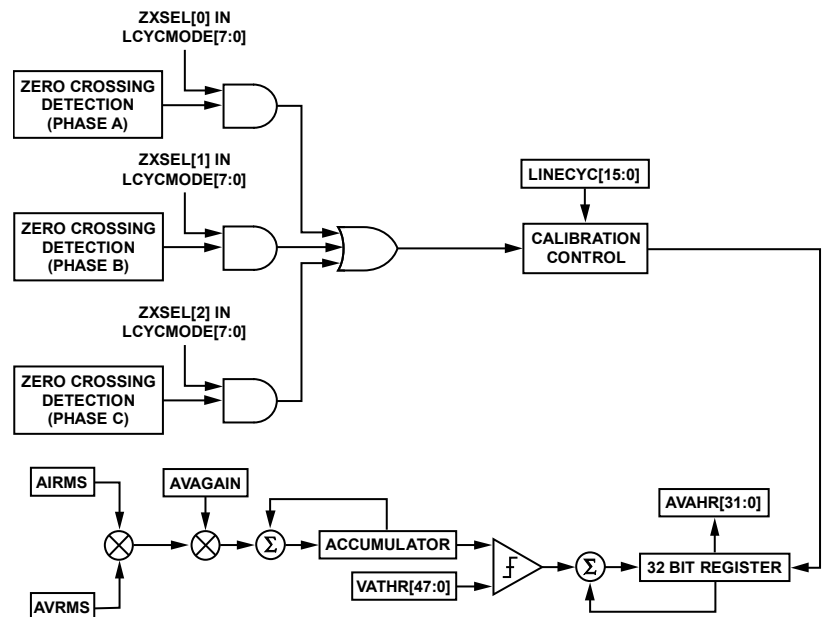 ZXSEL[0] IN
LCYCMODE[7:0]
ZERO CROSSING
DETECTION
(PHASE A)
ZXSEL[1] IN
LCYCMODE[7:0]
ZERO CROSSING
DETECTION
(PHASE B)
LINECYC[15:0]
CALIBRATION
CONTROL
ZXSEL[2] IN
LCYCMODE[7:0]
ZERO CROSSING
DETECTION
(PHASE C)
AIRMS
AVAGAIN
AVAHR[31:0]
Σ
ACCUMULATOR
Σ
32 BIT REGISTER
VATHR[47:0]
AVRMS